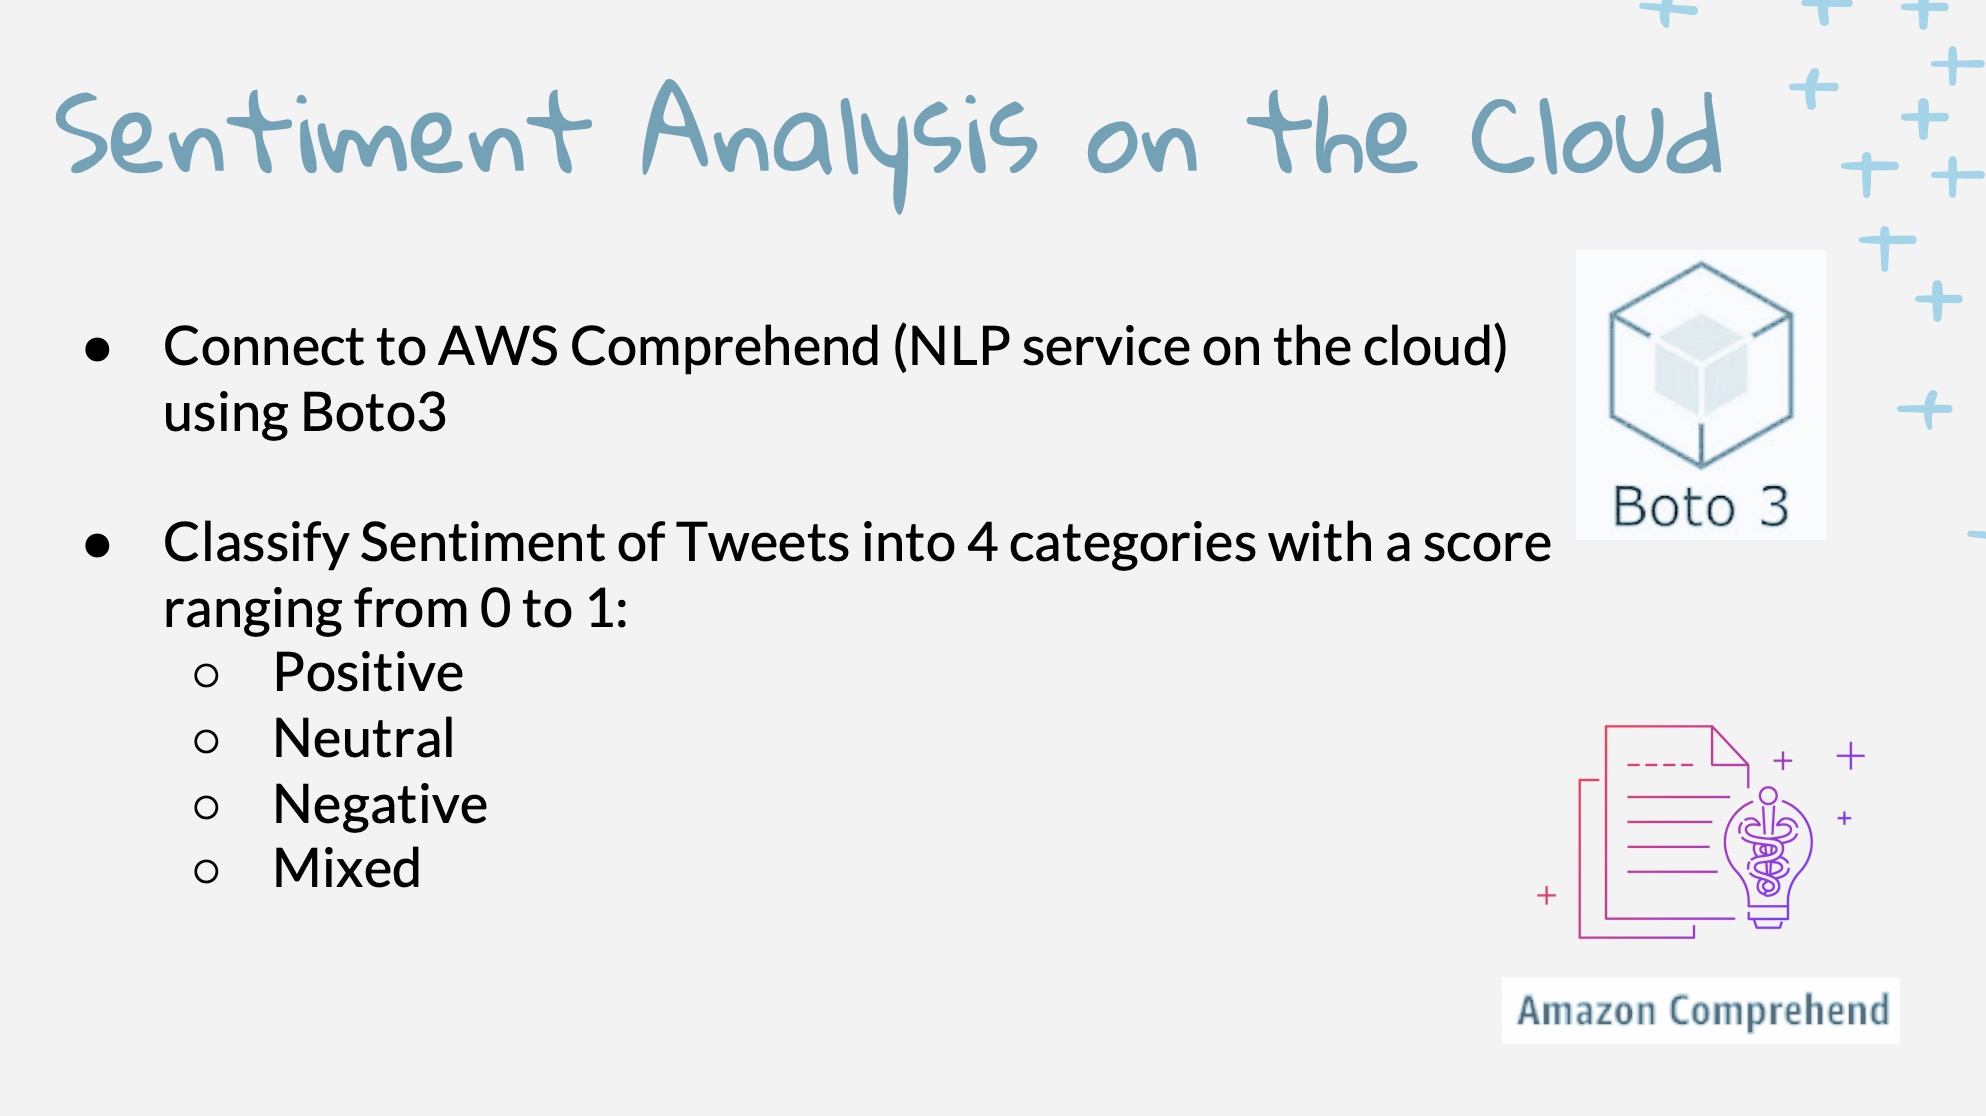 Sentiment Analysis on the Cloud
● Connect to AWS Comprehend (NLP service on the cloud)
using Boto3
● Classify Sentiment of Tweets into 4 categories with a score
ranging from 0 to 1:
○ Positive
○ Neutral
○ Negative
○ Mixed
Boto 3
Amazon Comprehend